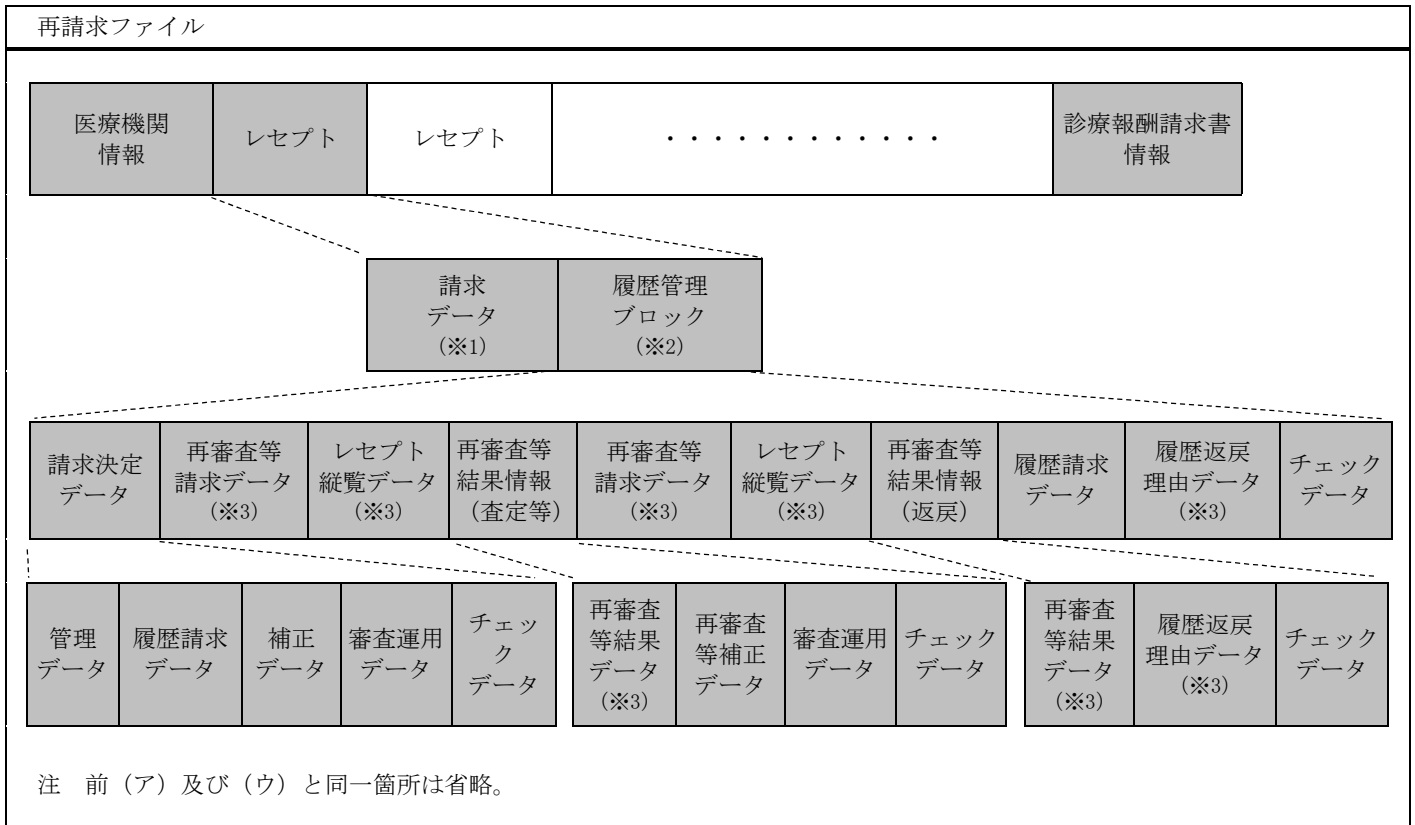 再請求ファイル
医療機関
情報
レセプト
レセプト
・・・・・・・・・・・・
診療報酬請求書
情報
請求
データ
(※1)
履歴管理
ブロック
(※2)
請求決定
データ
再審査等
請求データ
(※3)
レセプト
縦覧データ
(※3)
再審査等
結果情報
（査定等）
再審査等
請求データ
(※3)
レセプト
縦覧データ
(※3)
再審査等
結果情報
（返戻）
履歴請求
データ
履歴返戻
理由データ
(※3)
チェック
データ
管理
データ
履歴請求
データ
補正
データ
審査運用
データ
チェッ
ク
データ
再審査
等結果
データ
(※3)
再審査
等補正
データ
審査運用
データ
チェック
データ
再審査
等結果
データ
(※3)
履歴返戻
理由データ
(※3)
チェック
データ
注　前（ア）及び（ウ）と同一箇所は省略。